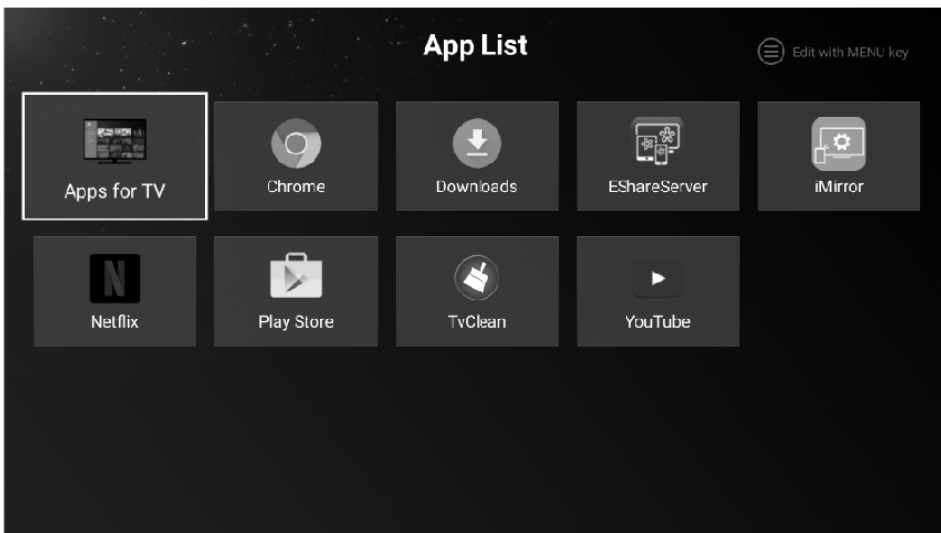 App List
Edit with MENU key
Apps for TV
Chrome
Downloads
EShareServer
iMirror
N
Netflix
Play Store
TvClean
YouTube